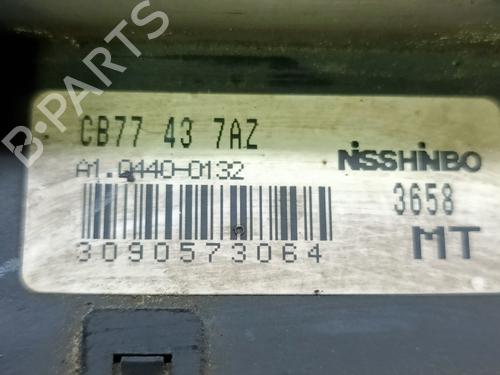 B-Parts
CB77 43 7AZ
NiSShinBO
A1.0440-0132
3658
3090573064
MT